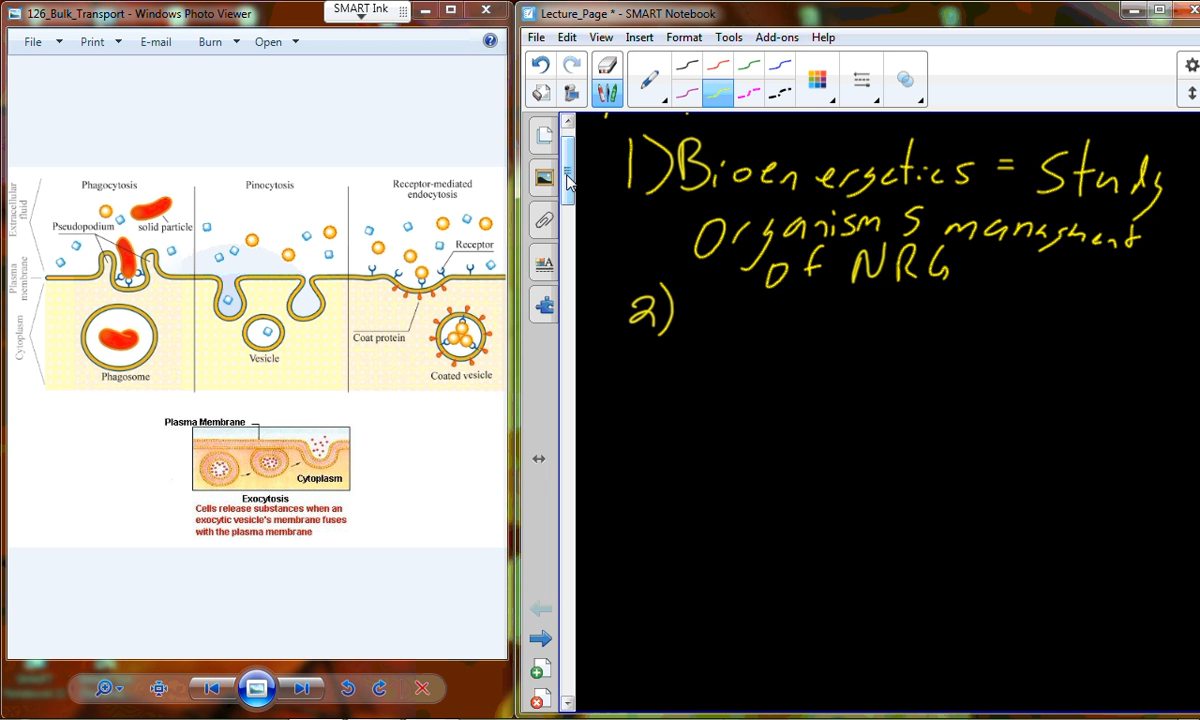 126_Bulk_Transport - Windows Photo Viewer
SMART Ink
File Print E-mail Burn Open
Phagocytosis
Pinocytosis
Receptor-mediated
endocytosis
Extracellular
fluid
Pseudopodium
solid particle
Receptor
Plasma
membrane
Cytoplasm
Coat protein
Vesicle
Phagosome
Coated vesicle
Plasma Membrane
Cytoplasm
Exocytosis
Cells release substances when an
exocytic vesicle's membrane fuses
with the plasma membrane
Lecture_Page * - SMART Notebook
File Edit View Insert Format Tools Add-ons Help
1) Bioenergetics = Study
Organisms managment
of NRG
2)